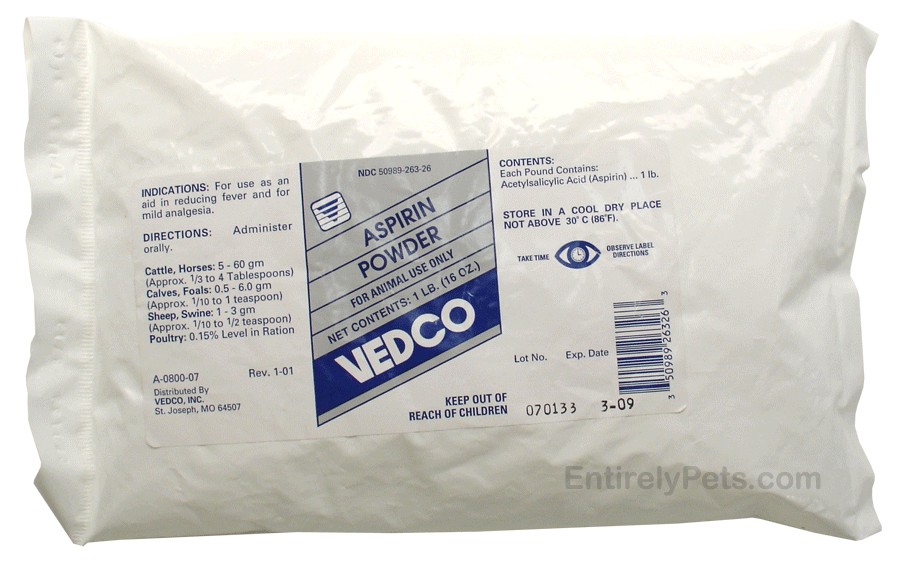 INDICATIONS: For use as an
aid in reducing fever and for
mild analgesia.
DIRECTIONS: Administer
orally.
Cattle, Horses: 5 - 60 gm
(Approx. 1/3 to 4 Tablespoons)
Calves, Foals: 0.5 - 6.0 gm
(Approx. 1/10 to 1 teaspoon)
Sheep, Swine: 1 - 3 gm
(Approx. 1/10 to 1/2 teaspoon)
Poultry: 0.15% Level in Ration
A-0800-07 Rev. 1-01
Distributed By
VEDCO, INC.
St. Joseph, MO 64507
NDC 50989-263-26
ASPIRIN
POWDER
FOR ANIMAL USE ONLY
NET CONTENTS: 1 LB. (16 OZ.)
VEDCO
KEEP OUT OF
REACH OF CHILDREN
CONTENTS:
Each Pound Contains:
Acetylsalicylic Acid (Aspirin) ... 1 lb.
STORE IN A COOL DRY PLACE
NOT ABOVE 30°C (86°F).
TAKE TIME
OBSERVE LABEL
DIRECTIONS
Lot No. Exp. Date
070133 3-09
3 50989 26326 3
EntirelyPets.com